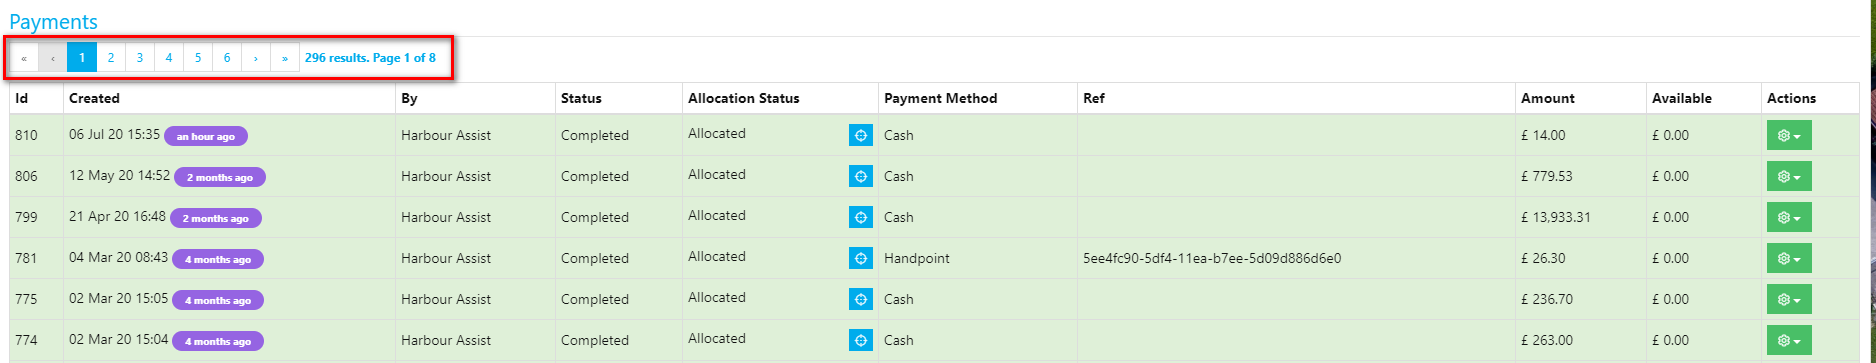 Payments
« ‹ 1 2 3 4 5 6 › » 296 results. Page 1 of 8
Id Created By Status Allocation Status Payment Method Ref Amount Available Actions
810 06 Jul 20 15:35 an hour ago Harbour Assist Completed Allocated Cash £ 14.00 £ 0.00
806 12 May 20 14:52 2 months ago Harbour Assist Completed Allocated Cash £ 779.53 £ 0.00
799 21 Apr 20 16:48 2 months ago Harbour Assist Completed Allocated Cash £ 13,933.31 £ 0.00
781 04 Mar 20 08:43 4 months ago Harbour Assist Completed Allocated Handpoint 5ee4fc90-5df4-11ea-b7ee-5d09d886d6e0 £ 26.30 £ 0.00
775 02 Mar 20 15:05 4 months ago Harbour Assist Completed Allocated Cash £ 236.70 £ 0.00
774 02 Mar 20 15:04 4 months ago Harbour Assist Completed Allocated Cash £ 263.00 £ 0.00